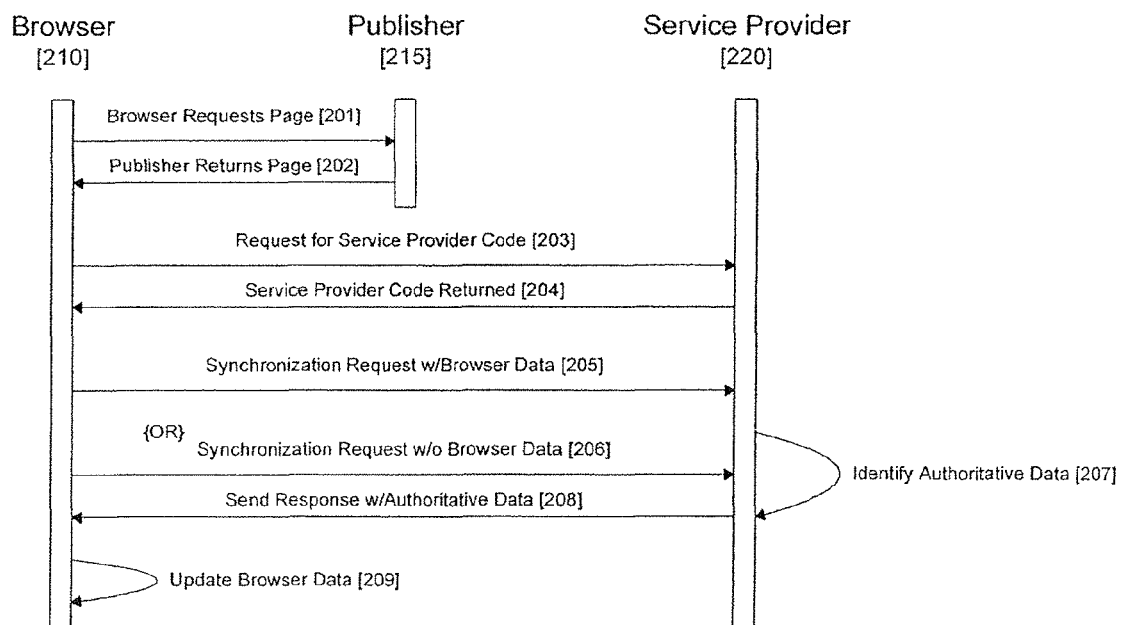 Browser
[210]
Publisher
[215]
Service Provider
[220]
Browser Requests Page [201]
Publisher Returns Page [202]
Request for Service Provider Code [203]
Service Provider Code Returned [204]
Synchronization Request w/Browser Data [205]
{OR}
Synchronization Request w/o Browser Data [206]
Identify Authoritative Data [207]
Send Response w/Authoritative Data [208]
Update Browser Data [209]